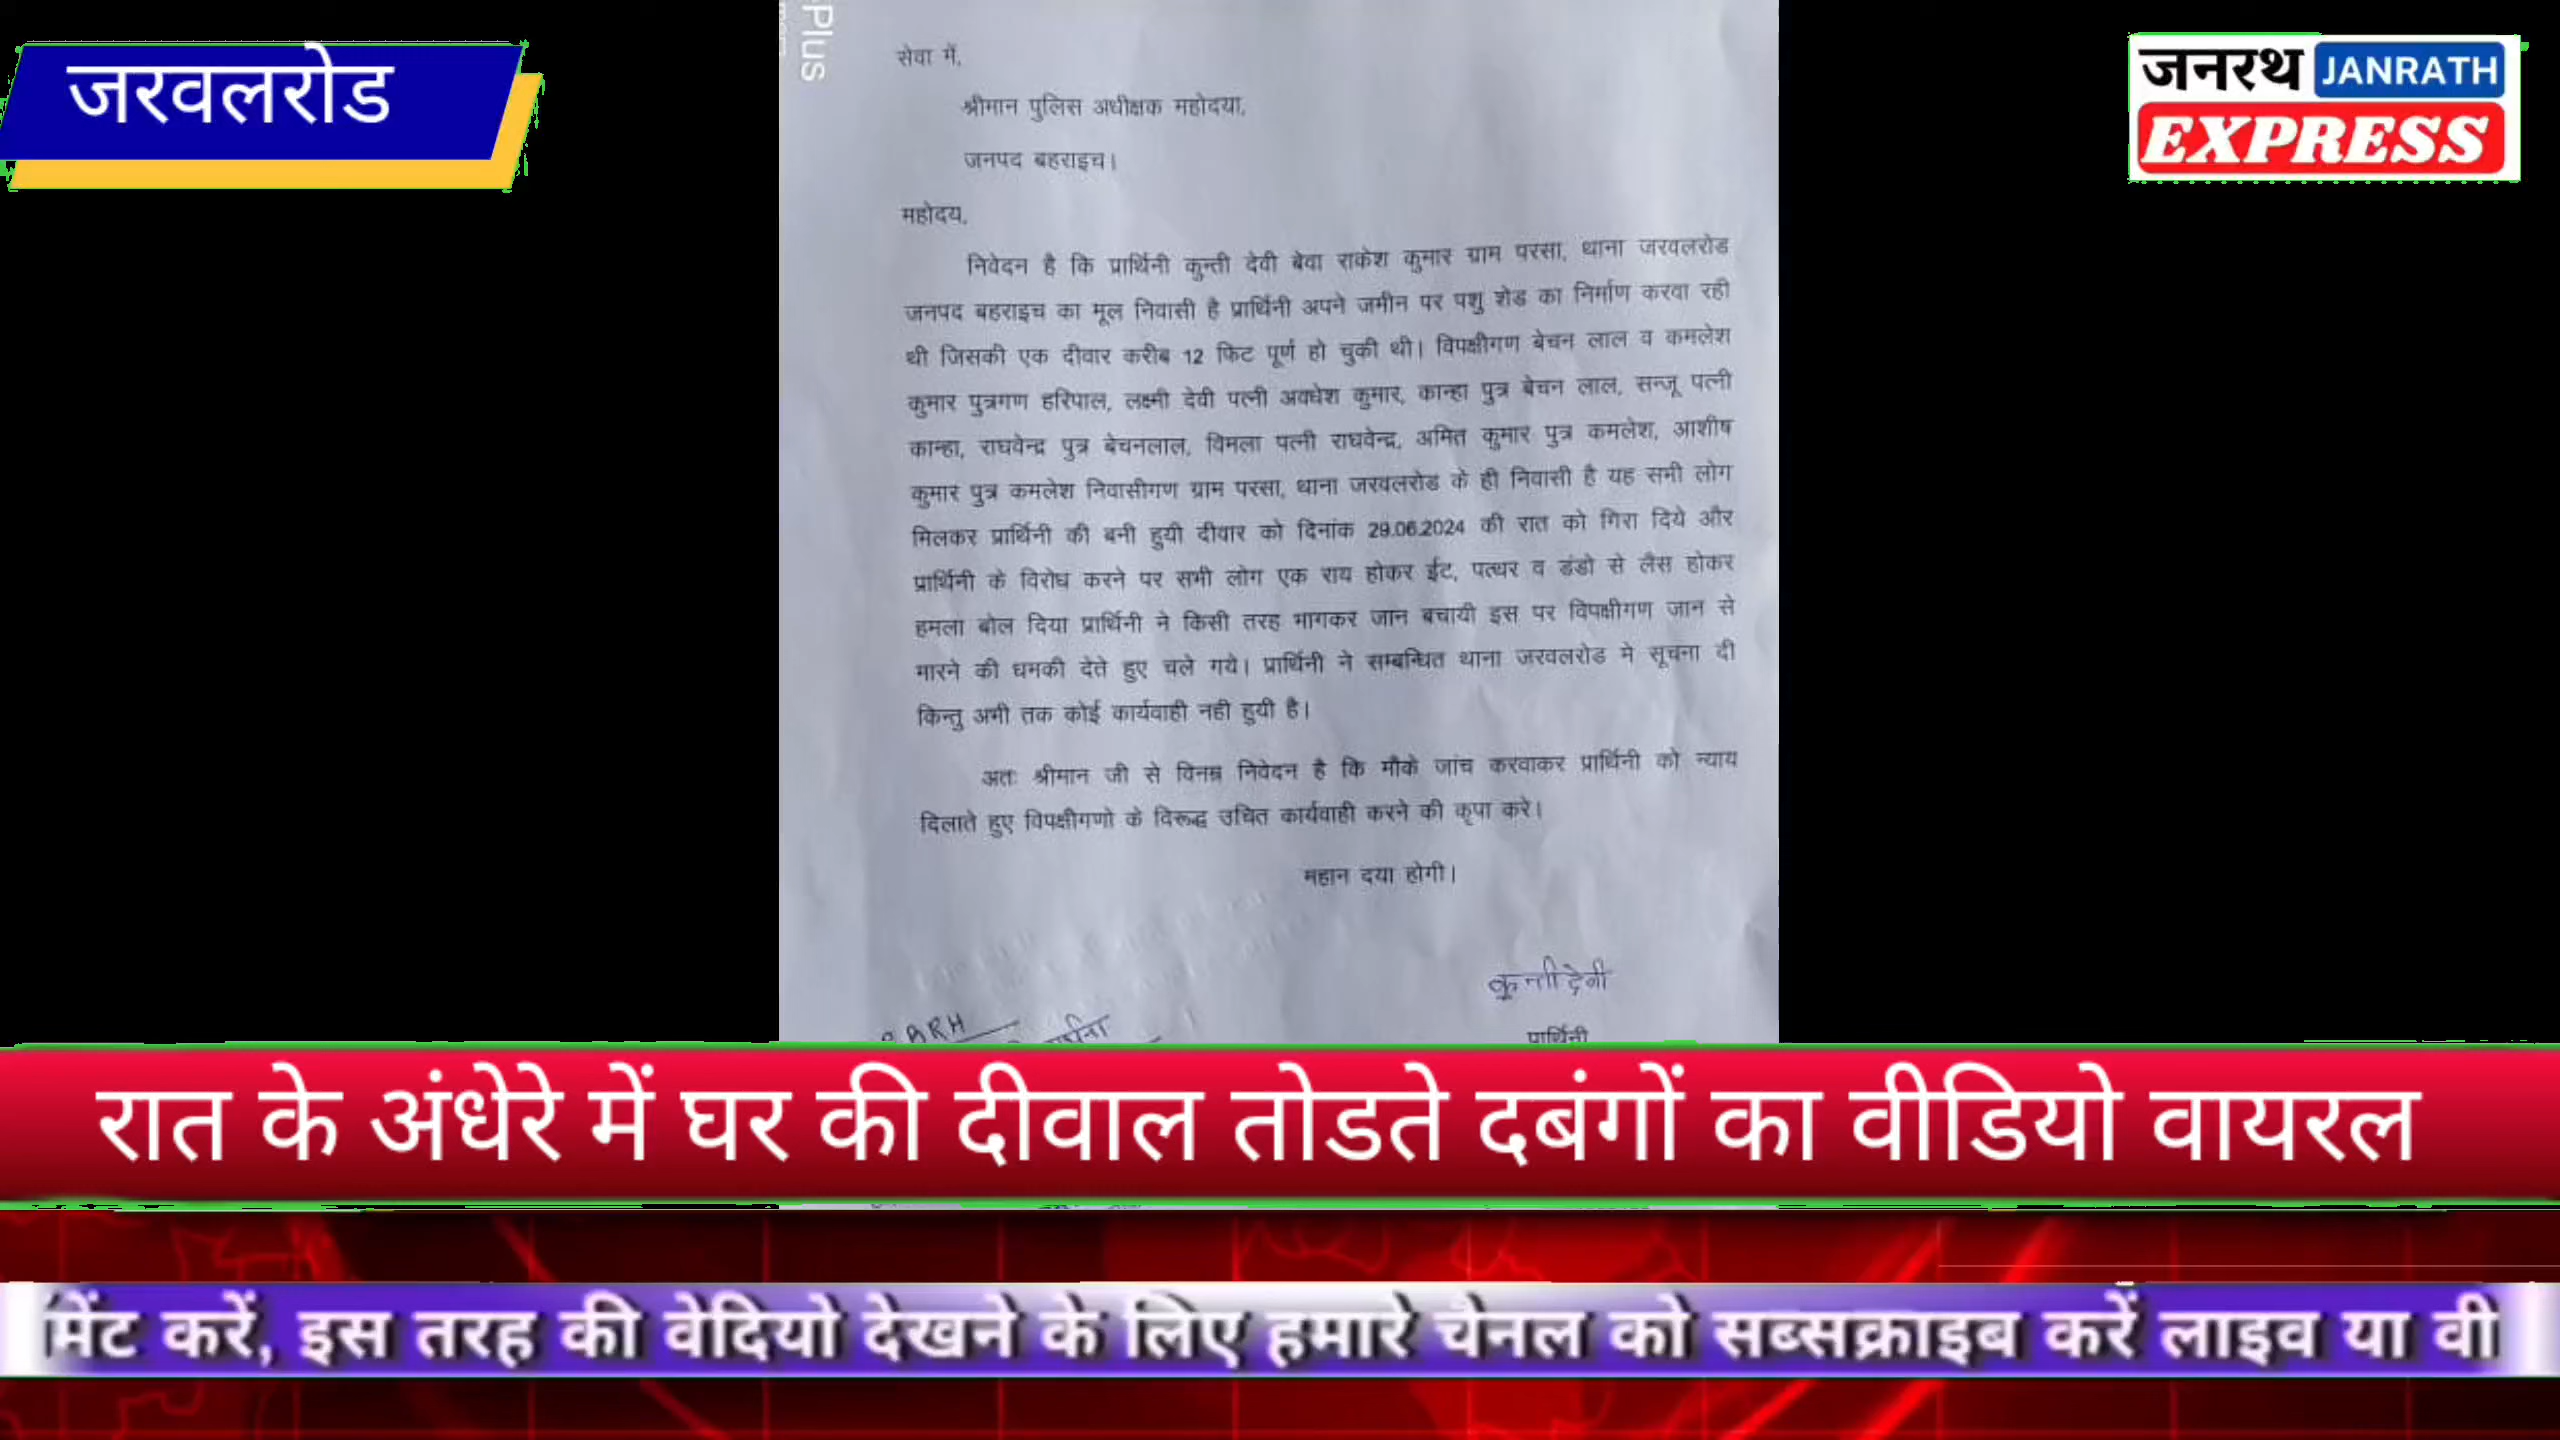 जरवलरोड
जनरथ JANRATH
EXPRESS
Plus
सेवा में,
श्रीमान पुलिस अधीक्षक महोदया,
जनपद बहराइच।
महोदय,
निवेदन है कि प्रार्थिनी कुन्ती देवी बेवा राकेश कुमार ग्राम परसा, थाना जरवलरोड
जनपद बहराइच का मूल निवासी है प्रार्थिनी अपने जमीन पर पशु शेड का निर्माण करवा रही
थी जिसकी एक दीवार करीब 12 फिट पूर्ण हो चुकी थी। विपक्षीगण बेचन लाल व कमलेश
कुमार पुत्रगण हरिपाल, लक्ष्मी देवी पत्नी अवधेश कुमार, कान्हा पुत्र बेचन लाल, सन्जू पत्नी
कान्हा, राघवेन्द्र पुत्र बेचनलाल, विमला पत्नी राघवेन्द्र, अमित कुमार पुत्र कमलेश, आशीष
कुमार पुत्र कमलेश निवासीगण ग्राम परसा, थाना जरवलरोड के ही निवासी है यह सभी लोग
मिलकर प्रार्थिनी की बनी हुयी दीवार को दिनांक 29.06.2024 की रात को गिरा दिये और
प्रार्थिनी के विरोध करने पर सभी लोग एक राय होकर ईट, पत्थर व डंडो से लैस होकर
हमला बोल दिया प्रार्थिनी ने किसी तरह भागकर जान बचायी इस पर विपक्षीगण जान से
मारने की धमकी देते हुए चले गये। प्रार्थिनी ने सम्बन्धित थाना जरवलरोड मे सूचना दी
किन्तु अभी तक कोई कार्यवाही नही हुयी है।
अतः श्रीमान जी से विनम्र निवेदन है कि मौके जांच करवाकर प्रार्थिनी को न्याय
दिलाते हुए विपक्षीगणो के विरूद्ध उचित कार्यवाही करने की कृपा करे।
महान दया होगी।
कुन्ती देवी
प्रार्थिनी
रात के अंधेरे में घर की दीवाल तोडते दबंगों का वीडियो वायरल
मेंट करें, इस तरह की वेदियो देखने के लिए हमारे चैनल को सब्सक्राइब करें लाइव या वी